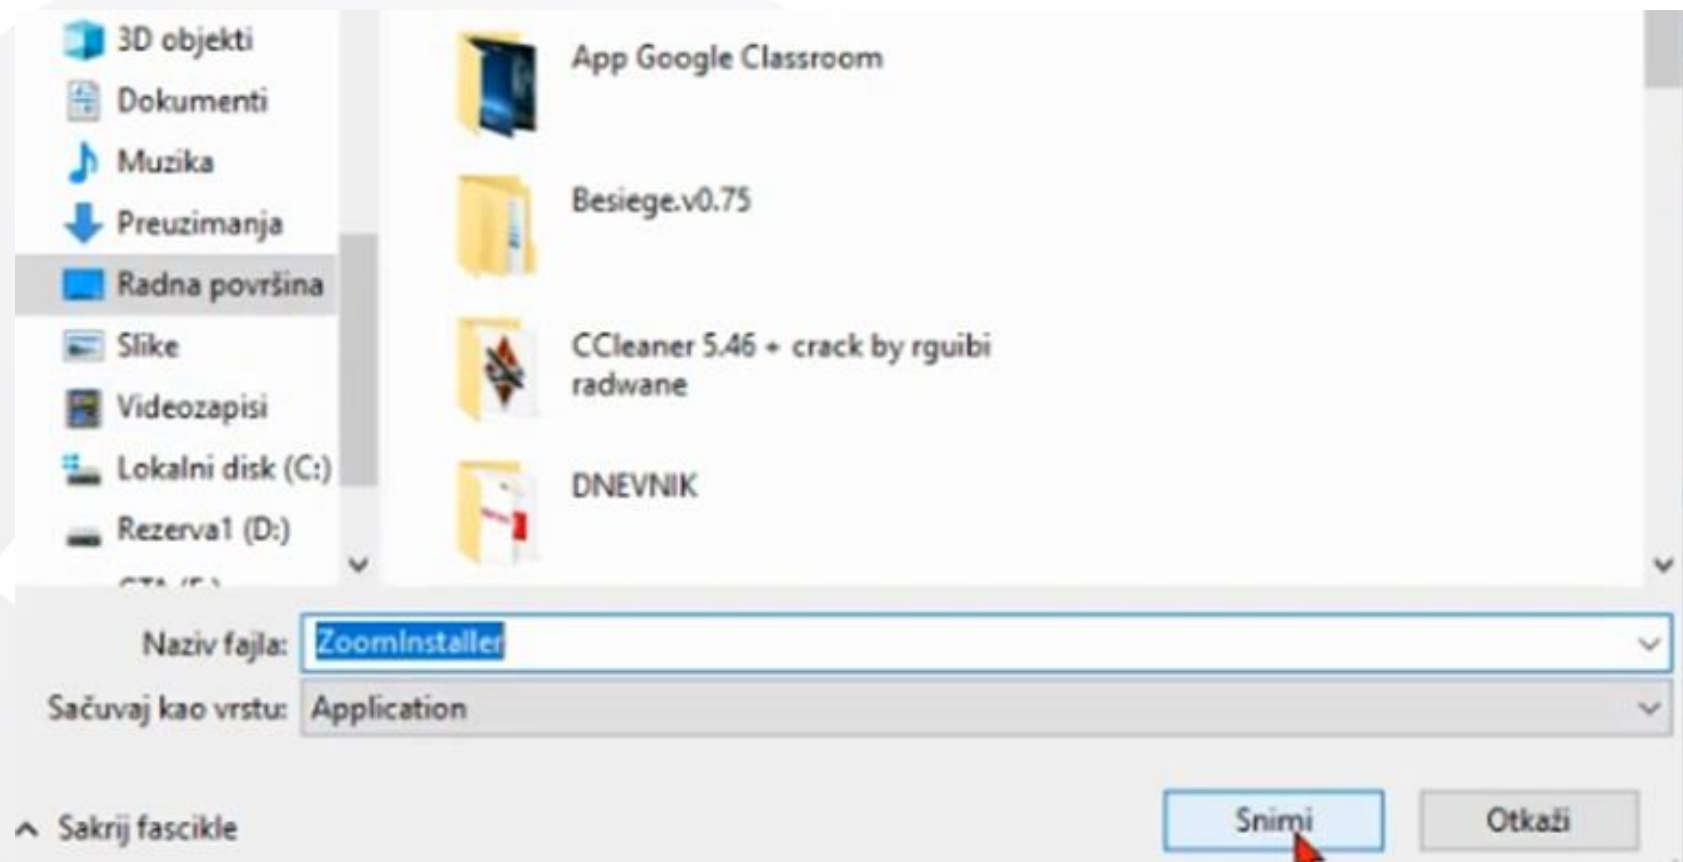 3D objekti
Dokumenti
Muzika
Preuzimanja
Radna površina
Slike
Videozapisi
Lokalni disk (C:)
Rezerva1 (D:)
App Google Classroom
Besiege.v0.75
CCleaner 5.46 + crack by rguibi
radwane
DNEVNIK
Naziv fajla: ZoomInstaller
Sačuvaj kao vrstu: Application
Sakrij fascikle
Snimi
Otkaži